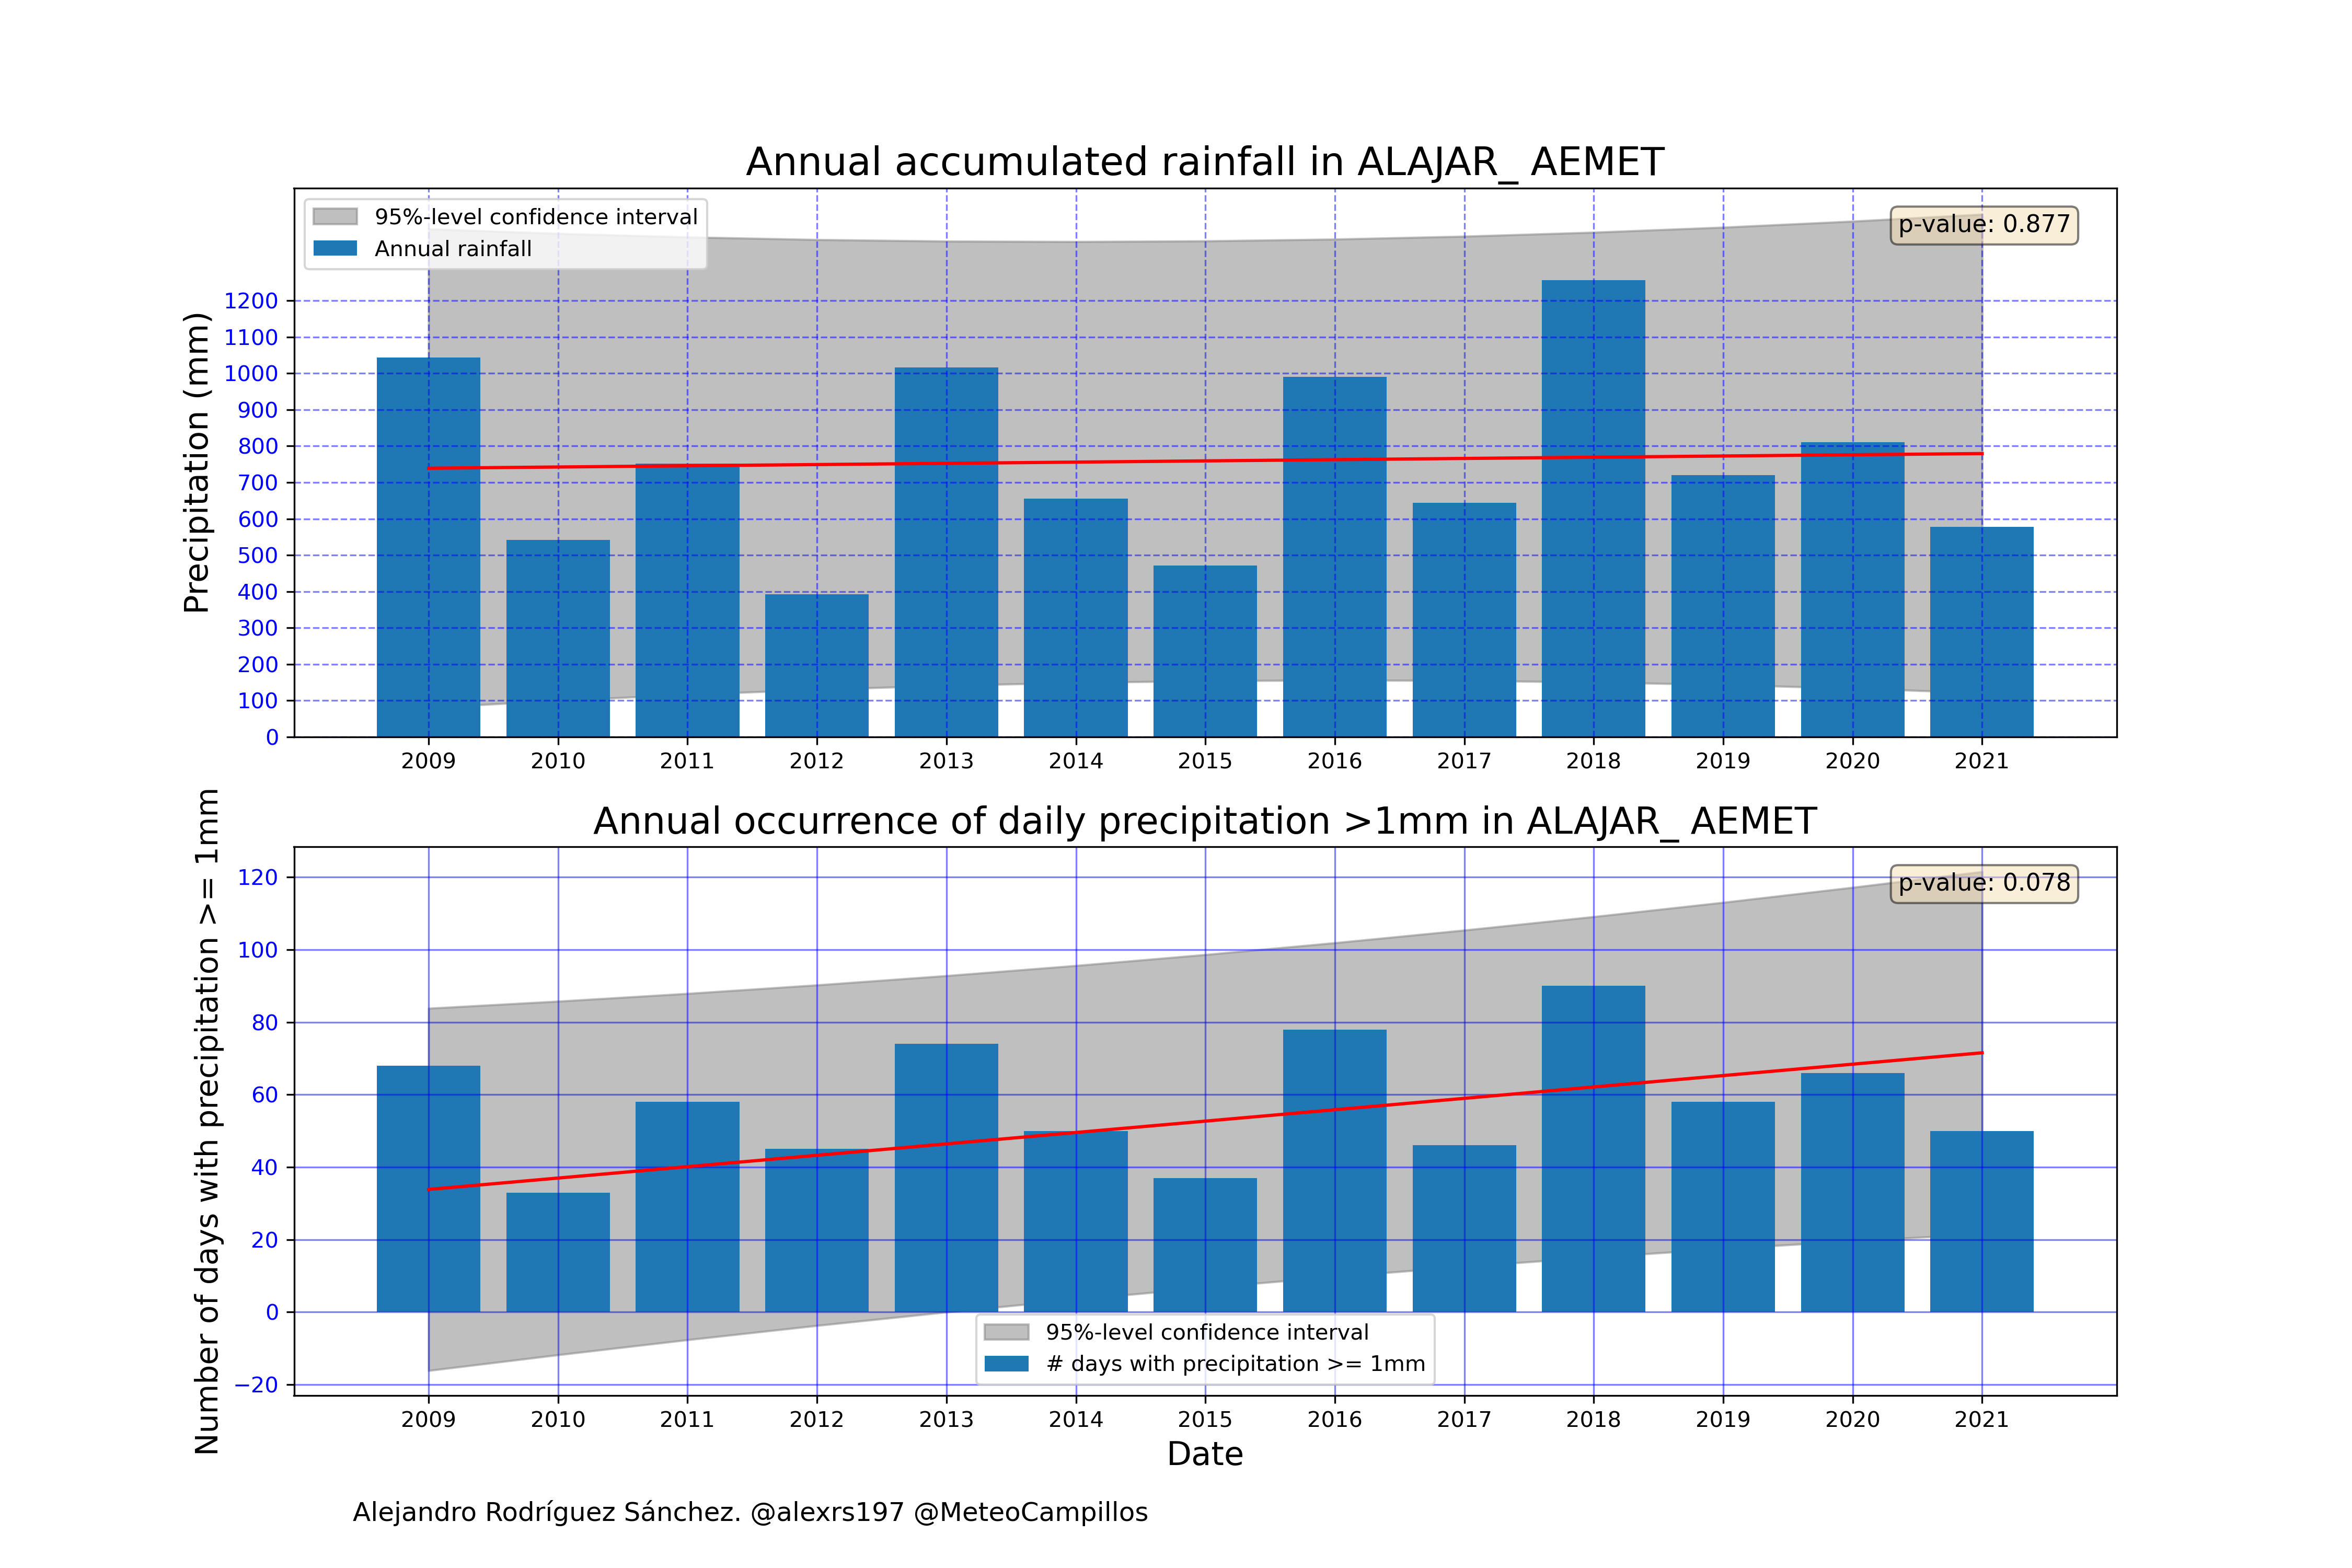 Annual accumulated rainfall in ALAJAR_ AEMET
95%-level confidence interval
Annual rainfall
p-value: 0.877
Precipitation (mm)
1200
1100
1000
900
800
700
600
500
400
300
200
100
0
2009 2010 2011 2012 2013 2014 2015 2016 2017 2018 2019 2020 2021
Annual occurrence of daily precipitation >1mm in ALAJAR_ AEMET
p-value: 0.078
Number of days with precipitation >= 1mm
120
100
80
60
40
20
0
−20
95%-level confidence interval
# days with precipitation >= 1mm
2009 2010 2011 2012 2013 2014 2015 2016 2017 2018 2019 2020 2021
Date
Alejandro Rodríguez Sánchez. @alexrs197 @MeteoCampillos